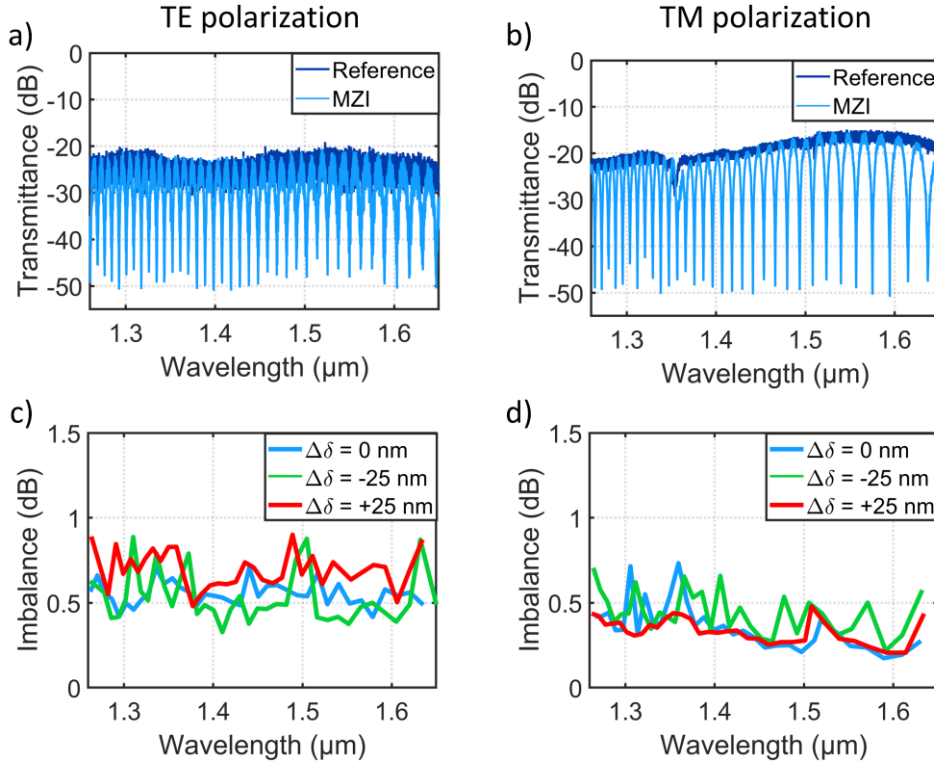 TE polarization
TM polarization
a)
b)
0
-10
-20
-30
-40
-50
Transmittance (dB)
Reference
MZI
1.3
1.4
1.5
1.6
Wavelength (µm)
0
-10
-20
-30
-40
-50
Transmittance (dB)
Reference
MZI
1.3
1.4
1.5
1.6
Wavelength (µm)
c)
d)
1.5
1
0.5
0
Imbalance (dB)
Δδ = 0 nm
Δδ = -25 nm
Δδ = +25 nm
1.3
1.4
1.5
1.6
Wavelength (µm)
1.5
1
0.5
0
Imbalance (dB)
Δδ = 0 nm
Δδ = -25 nm
Δδ = +25 nm
1.3
1.4
1.5
1.6
Wavelength (µm)